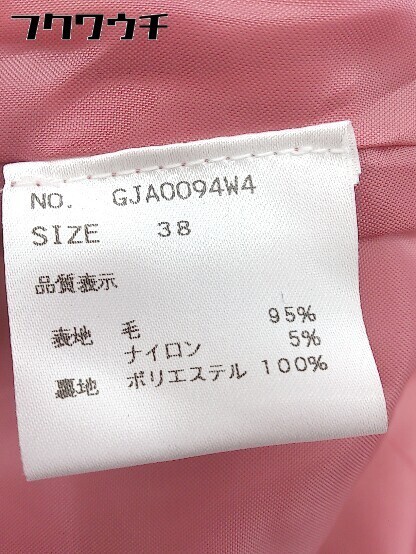 フクワウチ
NO. GJA0094W4
SIZE 38
品質表示
表地 毛 95%
ナイロン 5%
裏地 ポリエステル 100%